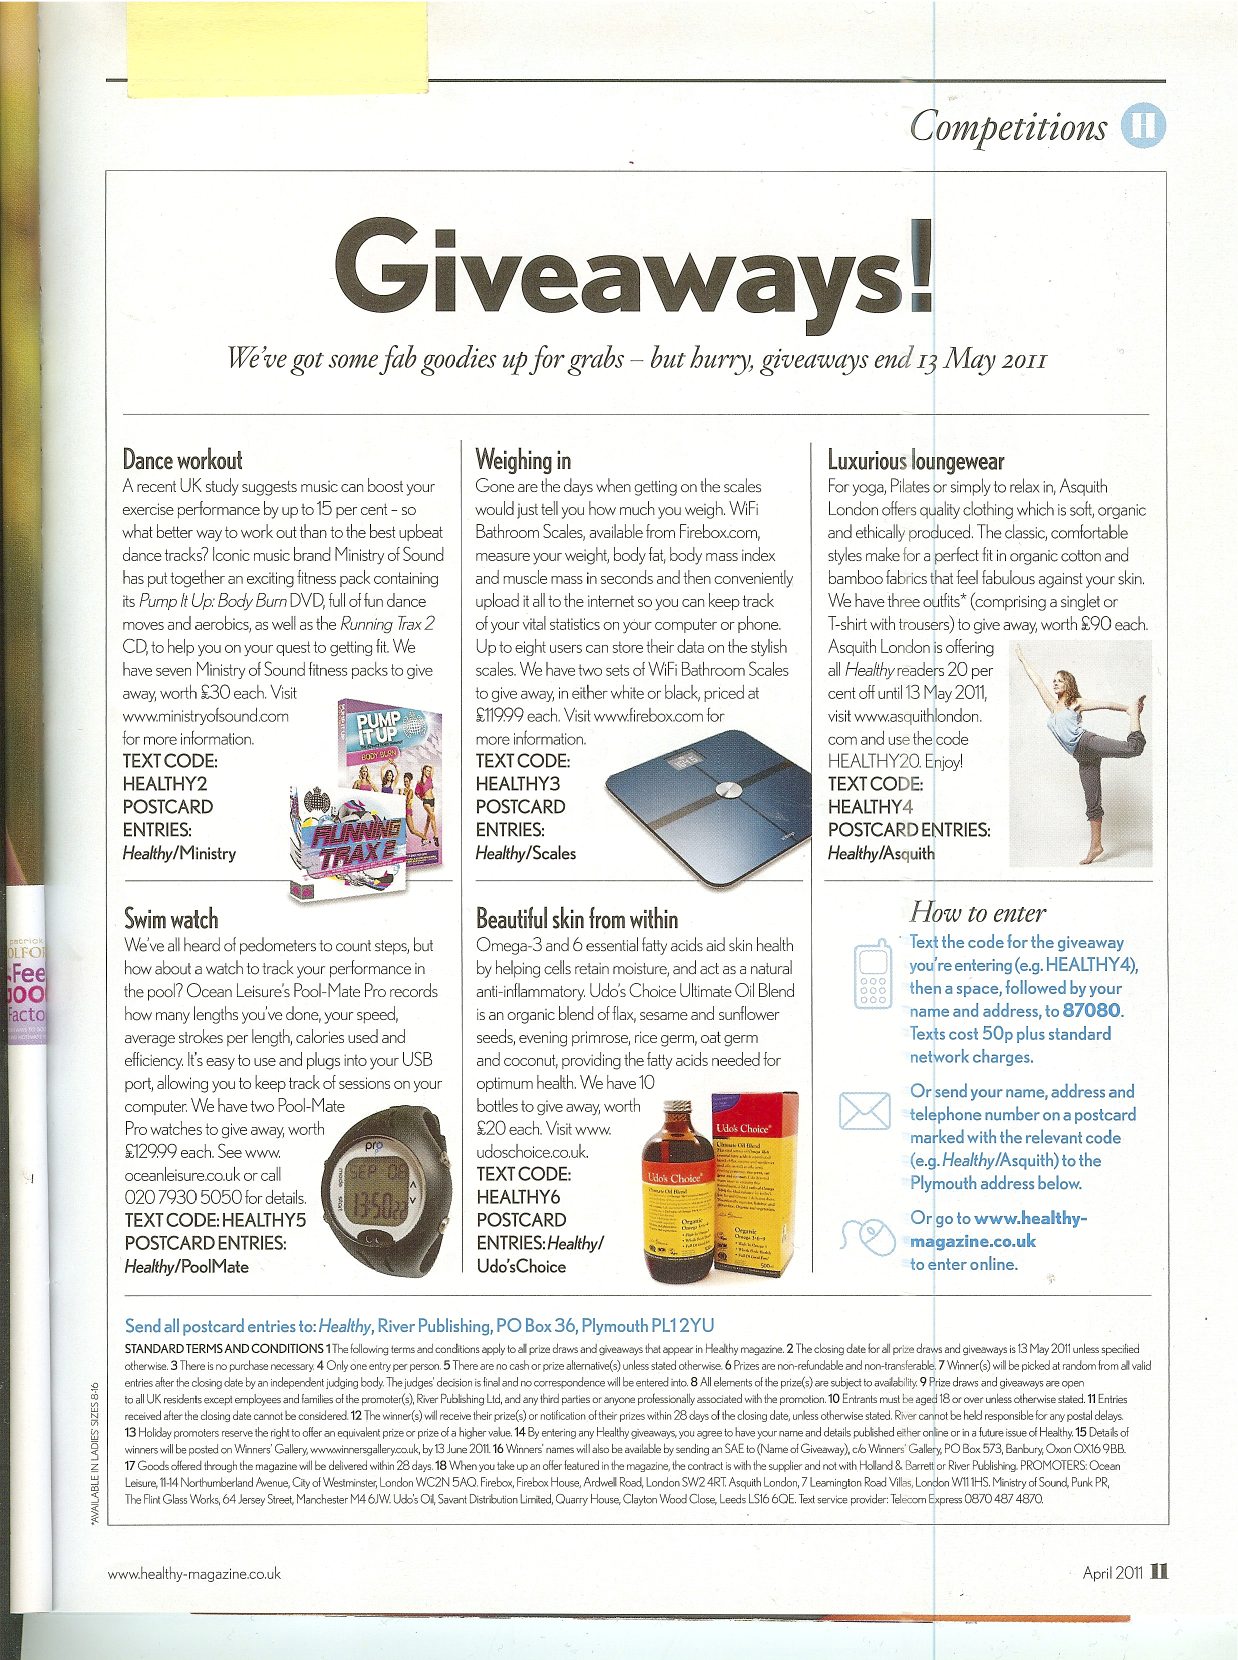 Competitions H
Giveaways!
We've got some fab goodies up for grabs – but hurry, giveaways end 13 May 2011
Dance workout
A recent UK study suggests music can boost your
exercise performance by up to 15 per cent – so
what better way to work out than to the best upbeat
dance tracks? Iconic music brand Ministry of Sound
has put together an exciting fitness pack containing
its Pump It Up: Body Burn DVD, full of fun dance
moves and aerobics, as well as the Running Trax 2
CD, to help you on your quest to getting fit. We
have seven Ministry of Sound fitness packs to give
away, worth £30 each. Visit
www.ministryofsound.com
for more information.
TEXT CODE:
HEALTHY2
POSTCARD
ENTRIES:
Healthy/Ministry
PUMP
IT UP
BODY BURN
RUNNING
TRAX 2
Weighing in
Gone are the days when getting on the scales
would just tell you how much you weigh. WiFi
Bathroom Scales, available from Firebox.com,
measure your weight, body fat, body mass index
and muscle mass in seconds and then conveniently
upload it all to the internet so you can keep track
of your vital statistics on your computer or phone.
Up to eight users can store their data on the stylish
scales. We have two sets of WiFi Bathroom Scales
to give away, in either white or black, priced at
£119.99 each. Visit www.firebox.com for
more information.
TEXT CODE:
HEALTHY3
POSTCARD
ENTRIES:
Healthy/Scales
Luxurious loungewear
For yoga, Pilates or simply to relax in, Asquith
London offers quality clothing which is soft, organic
and ethically produced. The classic, comfortable
styles make for a perfect fit in organic cotton and
bamboo fabrics that feel fabulous against your skin.
We have three outfits* (comprising a singlet or
T-shirt with trousers) to give away, worth £90 each.
Asquith London is offering
all Healthy readers 20 per
cent off until 13 May 2011,
visit www.asquithlondon.
com and use the code
HEALTHY20. Enjoy!
TEXT CODE:
HEALTHY4
POSTCARD ENTRIES:
Healthy/Asquith
Swim watch
We've all heard of pedometers to count steps, but
how about a watch to track your performance in
the pool? Ocean Leisure's Pool-Mate Pro records
how many lengths you've done, your speed,
average strokes per length, calories used and
efficiency. It's easy to use and plugs into your USB
port, allowing you to keep track of sessions on your
computer. We have two Pool-Mate
Pro watches to give away, worth
£129.99 each. See www.
oceanleisure.co.uk or call
020 7930 5050 for details.
TEXT CODE: HEALTHY5
POSTCARD ENTRIES:
Healthy/PoolMate
pro
SEP 08
13:50
Beautiful skin from within
Omega-3 and 6 essential fatty acids aid skin health
by helping cells retain moisture, and act as a natural
anti-inflammatory. Udo's Choice Ultimate Oil Blend
is an organic blend of flax, sesame and sunflower
seeds, evening primrose, rice germ, oat germ
and coconut, providing the fatty acids needed for
optimum health. We have 10
bottles to give away, worth
£20 each. Visit www.
udoschoice.co.uk.
TEXT CODE:
HEALTHY6
POSTCARD
ENTRIES: Healthy/
Udo'sChoice
Udo's Choice
Ultimate Oil Blend
Organic
Udo's Choice
Ultimate Oil Blend
Organic
How to enter
Text the code for the giveaway
you're entering (e.g. HEALTHY4),
then a space, followed by your
name and address, to 87080.
Texts cost 50p plus standard
network charges.
Or send your name, address and
telephone number on a postcard
marked with the relevant code
(e.g. Healthy/Asquith) to the
Plymouth address below.
Or go to www.healthy-
magazine.co.uk
to enter online.
Send all postcard entries to: Healthy, River Publishing, PO Box 36, Plymouth PL1 2YU
STANDARD TERMS AND CONDITIONS 1 The following terms and conditions apply to all prize draws and giveaways that appear in Healthy magazine. 2 The closing date for all prize draws and giveaways is 13 May 2011 unless specified
otherwise. 3 There is no purchase necessary. 4 Only one entry per person. 5 There are no cash or prize alternative(s) unless stated otherwise. 6 Prizes are non-refundable and non-transferable. 7 Winner(s) will be picked at random from all valid
entries after the closing date by an independent judging body. The judges' decision is final and no correspondence will be entered into. 8 All elements of the prize(s) are subject to availability. 9 Prize draws and giveaways are open
to all UK residents except employees and families of the promoter(s), River Publishing Ltd, and any third parties or anyone professionally associated with the promotion. 10 Entrants must be aged 18 or over unless otherwise stated. 11 Entries
received after the closing date cannot be considered. 12 The winner(s) will receive their prize(s) or notification of their prizes within 28 days of the closing date, unless otherwise stated. River cannot be held responsible for any postal delays.
13 Holiday promoters reserve the right to offer an equivalent prize or prize of a higher value. 14 By entering any Healthy giveaways, you agree to have your name and details published either online or in a future issue of Healthy. 15 Details of
winners will be posted on Winners' Gallery, www.winnersgallery.co.uk, by 13 June 2011. 16 Winners' names will also be available by sending an SAE to (Name of Giveaway), c/o Winners' Gallery, PO Box 573, Banbury, Oxon OX16 9BB.
17 Goods offered through the magazine will be delivered within 28 days. 18 When you take up an offer featured in the magazine, the contract is with the supplier and not with Holland & Barrett or River Publishing. PROMOTERS: Ocean
Leisure, 11-14 Northumberland Avenue, City of Westminster, London WC2N 5AQ. Firebox, Firebox House, Ardwell Road, London SW2 4RT. Asquith London, 7 Leamington Road Villas, London W11 1HS. Ministry of Sound, Punk PR,
The Flint Glass Works, 64 Jersey Street, Manchester M4 6JW. Udo's Oil, Savant Distribution Limited, Quarry House, Clayton Wood Close, Leeds LS16 6QE. Text service provider: Telecom Express 0870 487 4870.
*AVAILABLE IN LADIES' SIZES 8-16
www.healthy-magazine.co.uk
April 2011 11